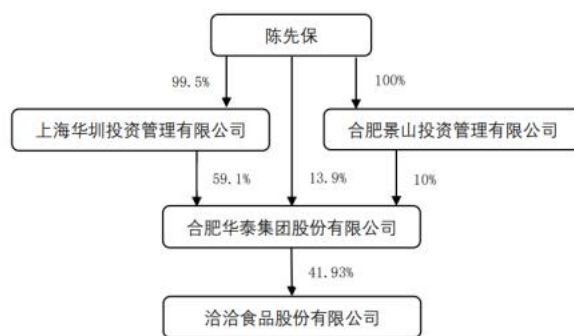 陈先保
99.5%
100%
上海华圳投资管理有限公司
合肥景山投资管理有限公司
59.1%
13.9%
10%
合肥华泰集团股份有限公司
41.93%
洽洽食品股份有限公司